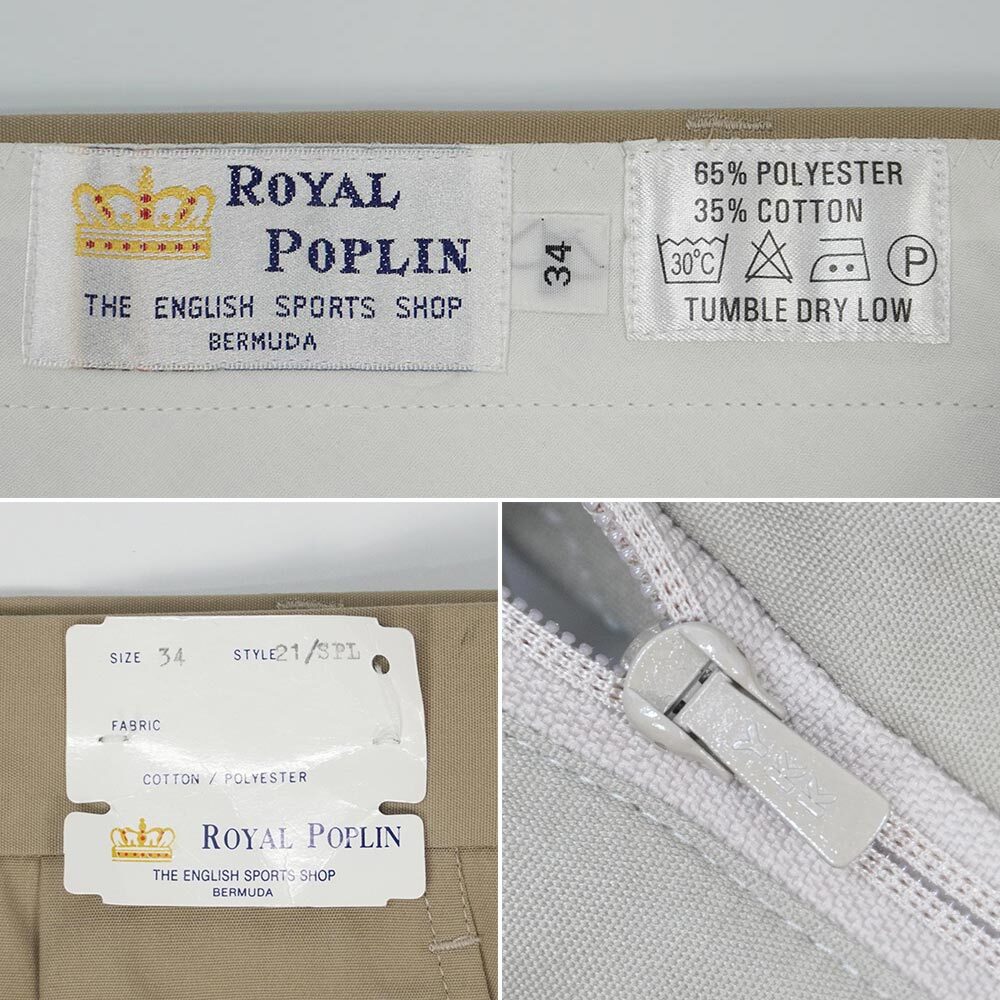 ROYAL
POPLIN
THE ENGLISH SPORTS SHOP
BERMUDA
34
65% POLYESTER
35% COTTON
30°C P
TUMBLE DRY LOW
SIZE 34 STYLE 21/SPL
FABRIC
COTTON / POLYESTER
ROYAL POPLIN
THE ENGLISH SPORTS SHOP
BERMUDA